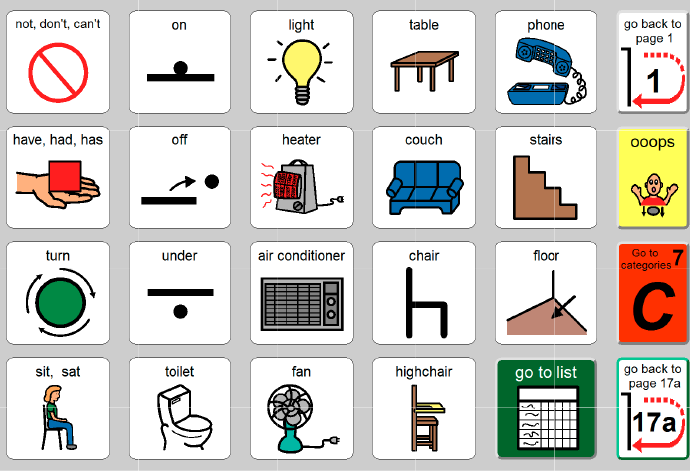 not, don't, can't
on
light
table
phone
go back to
page 1
1
have, had, has
off
heater
couch
stairs
ooops
turn
under
air conditioner
chair
floor
Go to
categories 7
C
sit, sat
toilet
fan
highchair
go to list
go back to
page 17a
17a